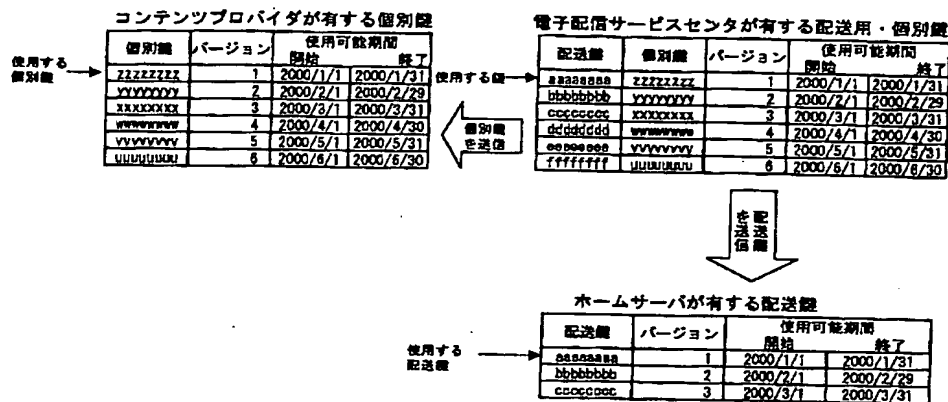 コンテンツプロバイダが有する個別鍵
個別鍵 バージョン 使用可能期間
開始 終了
使用する
個別鍵
zzzzzzzz 1 2000/1/1 2000/1/31
yyyyyyyy 2 2000/2/1 2000/2/29
xxxxxxxx 3 2000/3/1 2000/3/31
wwwwwwww 4 2000/4/1 2000/4/30
vvvvvvvv 5 2000/5/1 2000/5/31
uuuuuuuu 6 2000/6/1 2000/6/30
個別鍵
を送信
電子配信サービスセンタが有する配送用・個別鍵
配送鍵 個別鍵 バージョン 使用可能期間
開始 終了
使用する鍵
aaaaaaaa zzzzzzzz 1 2000/1/1 2000/1/31
bbbbbbbb yyyyyyyy 2 2000/2/1 2000/2/29
cccccccc xxxxxxxx 3 2000/3/1 2000/3/31
dddddddd wwwwwwww 4 2000/4/1 2000/4/30
eeeeeeee vvvvvvvv 5 2000/5/1 2000/5/31
ffffffff uuuuuuuu 6 2000/6/1 2000/6/30
配送鍵
を送信
ホームサーバが有する配送鍵
配送鍵 バージョン 使用可能期間
開始 終了
使用する
配送鍵
aaaaaaaa 1 2000/1/1 2000/1/31
bbbbbbbb 2 2000/2/1 2000/2/29
cccccccc 3 2000/3/1 2000/3/31